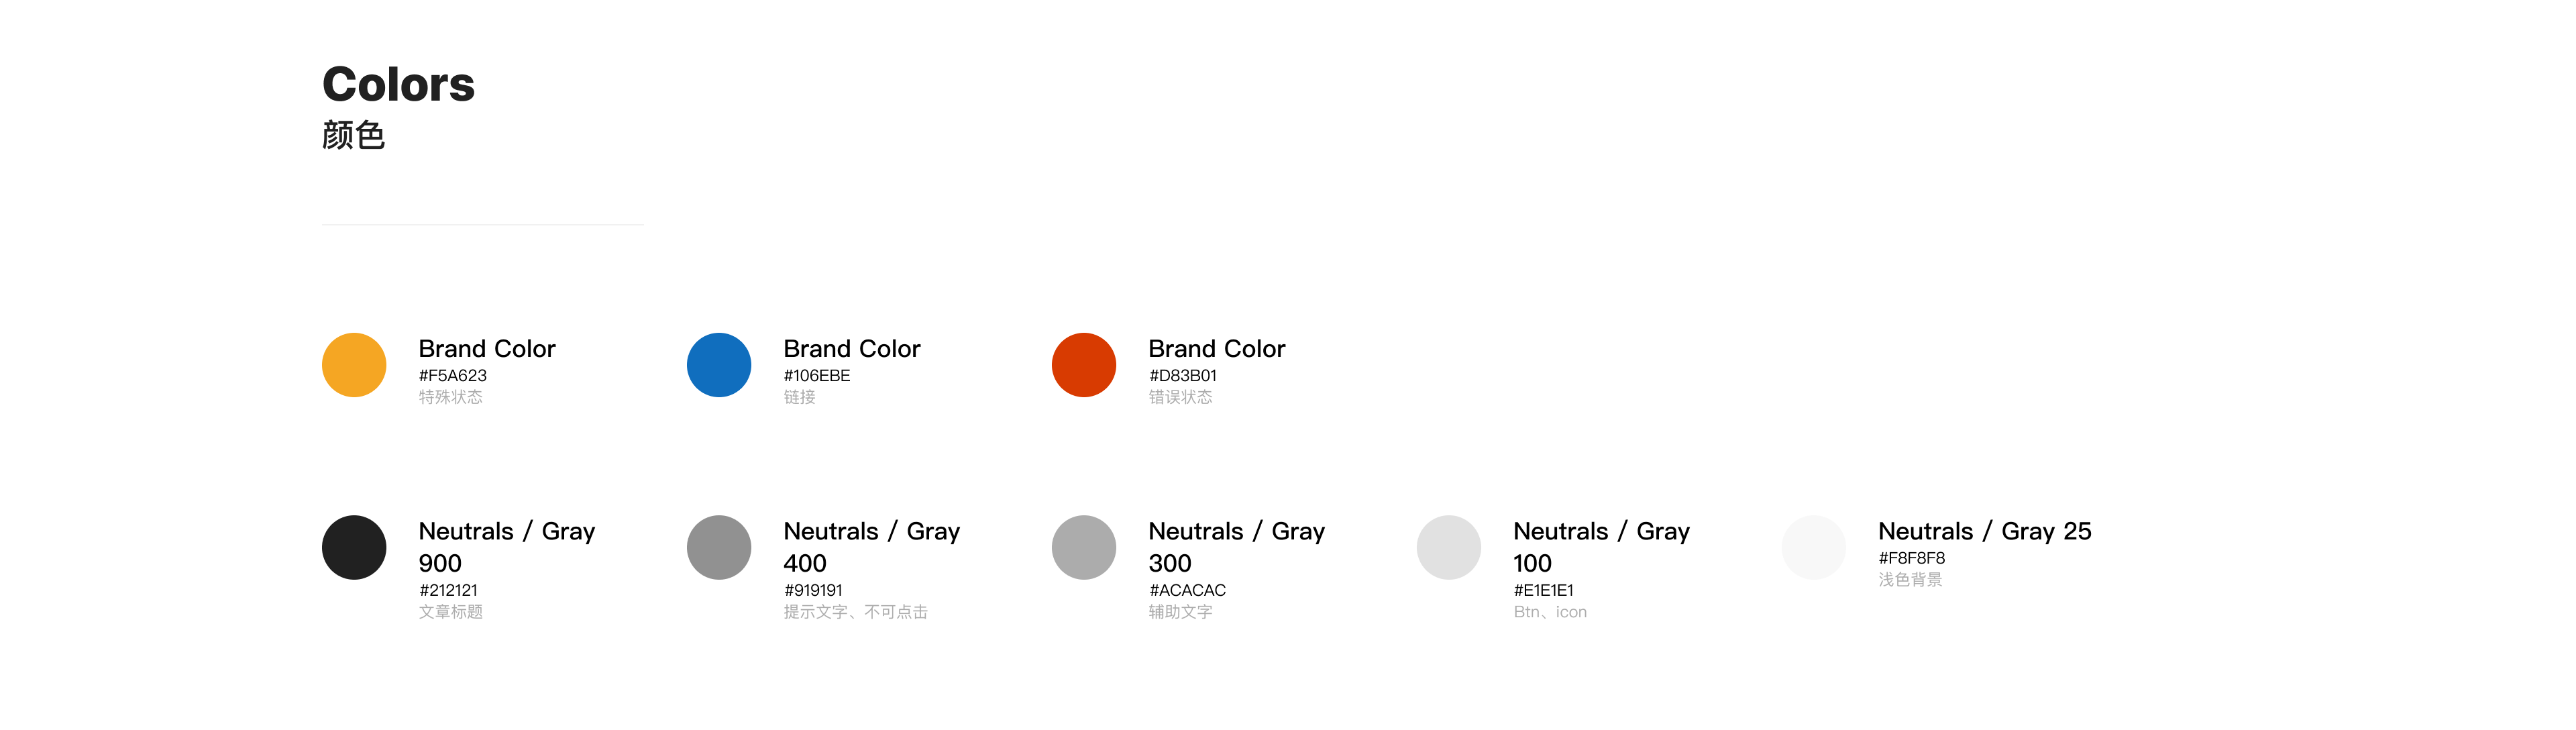 Colors
颜色
Brand Color
#F5A623
特殊状态
Brand Color
#106EBE
链接
Brand Color
#D83B01
错误状态
Neutrals / Gray
900
#212121
文章标题
Neutrals / Gray
400
#919191
提示文字、不可点击
Neutrals / Gray
300
#ACACAC
辅助文字
Neutrals / Gray
100
#E1E1E1
Btn、icon
Neutrals / Gray 25
#F8F8F8
浅色背景